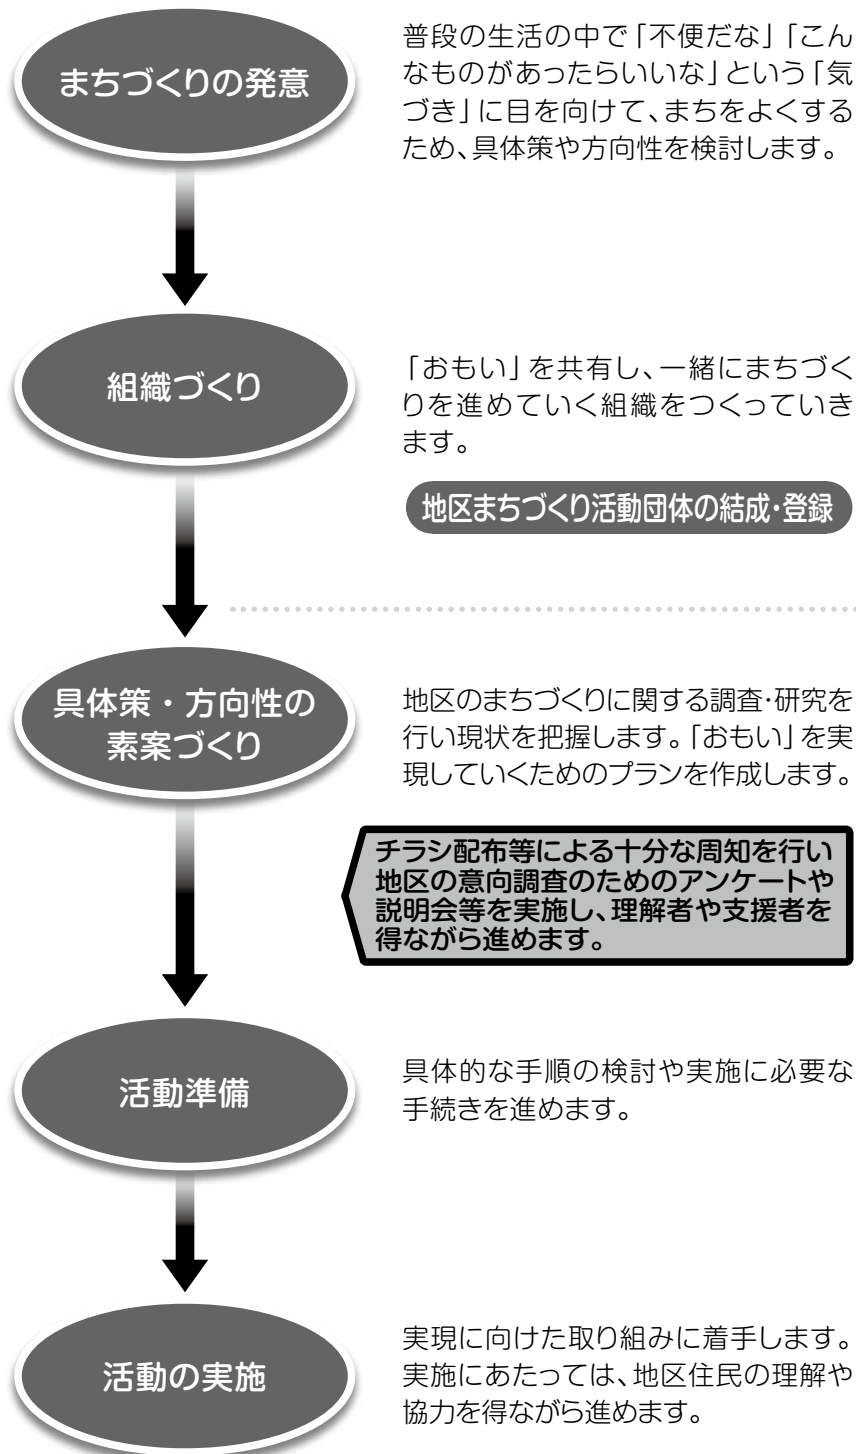 まちづくりの発意
普段の生活の中で「不便だな」「こん
なものがあったらいいな」という「気
づき」に目を向けて、まちをよくする
ため、具体策や方向性を検討します。
組織づくり
「おもい」を共有し、一緒にまちづく
りを進めていく組織をつくっていき
ます。
地区まちづくり活動団体の結成・登録
具体策・方向性の
素案づくり
地区のまちづくりに関する調査・研究を
行い現状を把握します。「おもい」を実
現していくためのプランを作成します。
チラシ配布等による十分な周知を行い
地区の意向調査のためのアンケートや
説明会等を実施し、理解者や支援者を
得ながら進めます。
活動準備
具体的な手順の検討や実施に必要な
手続きを進めます。
活動の実施
実現に向けた取り組みに着手します。
実施にあたっては、地区住民の理解や
協力を得ながら進めます。